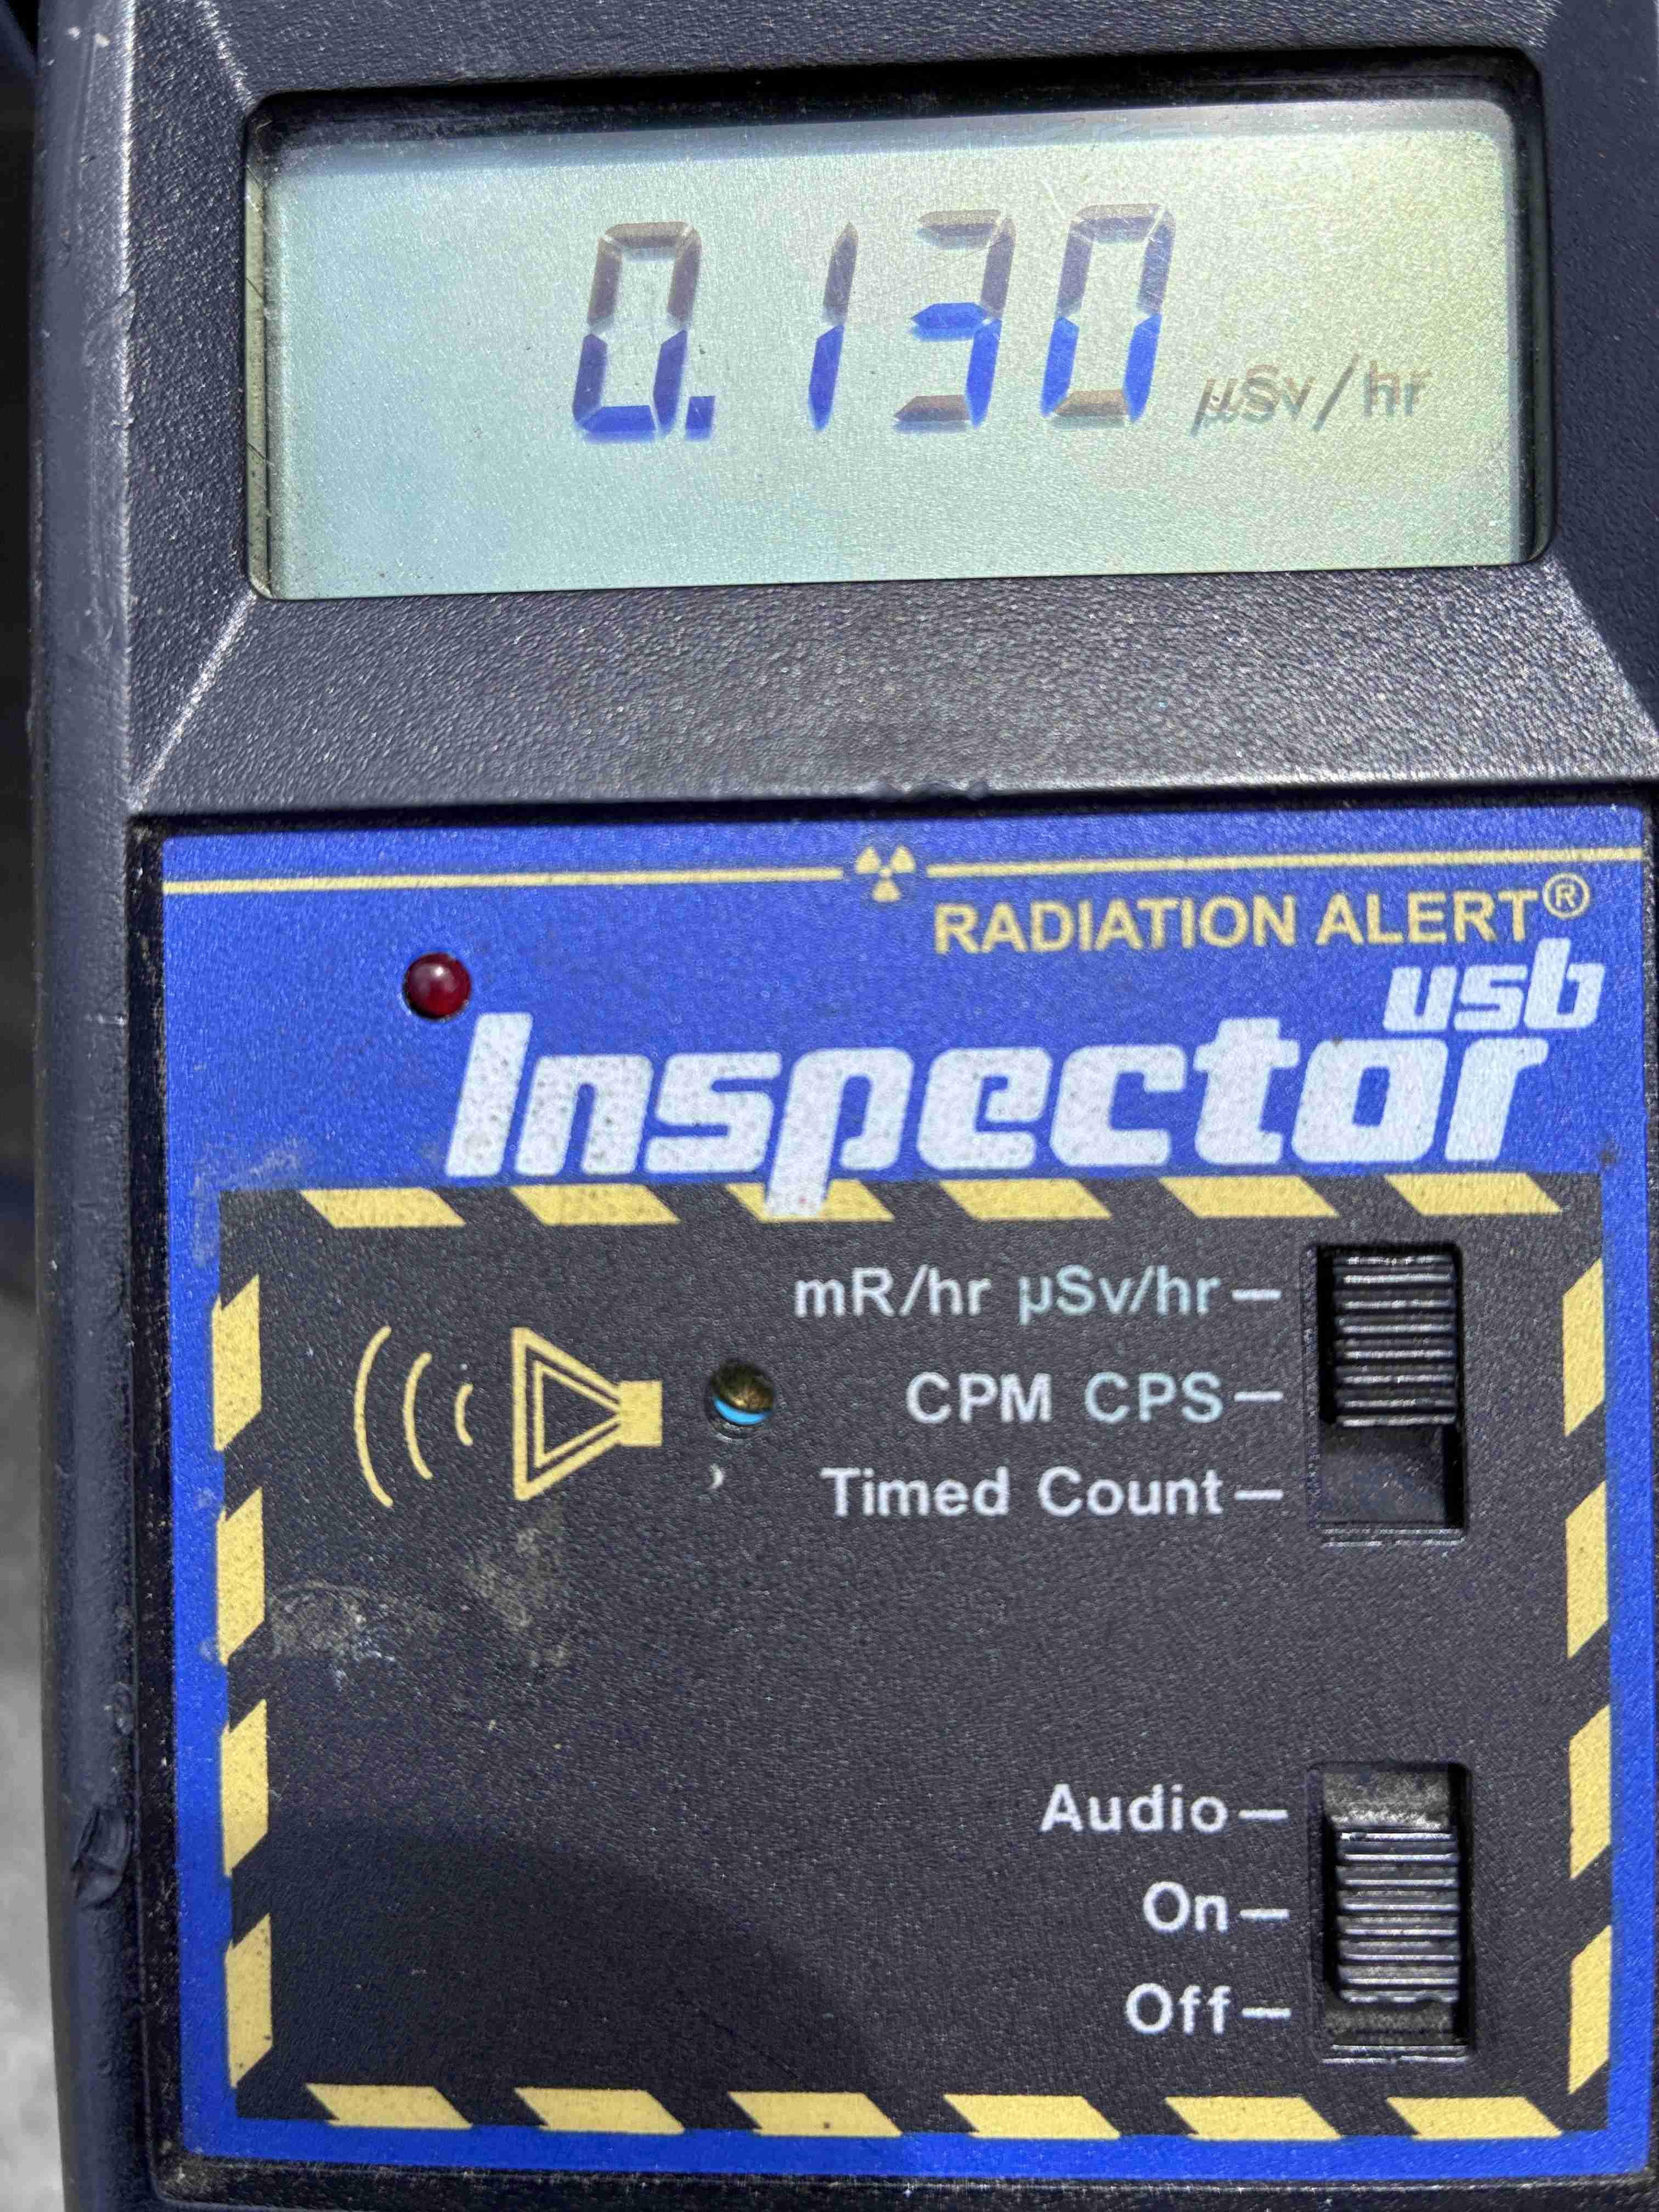 0.130 µSv/hr
RADIATION ALERT®
usb
Inspector
mR/hr µSv/hr
CPM CPS
Timed Count
Audio
On
Off